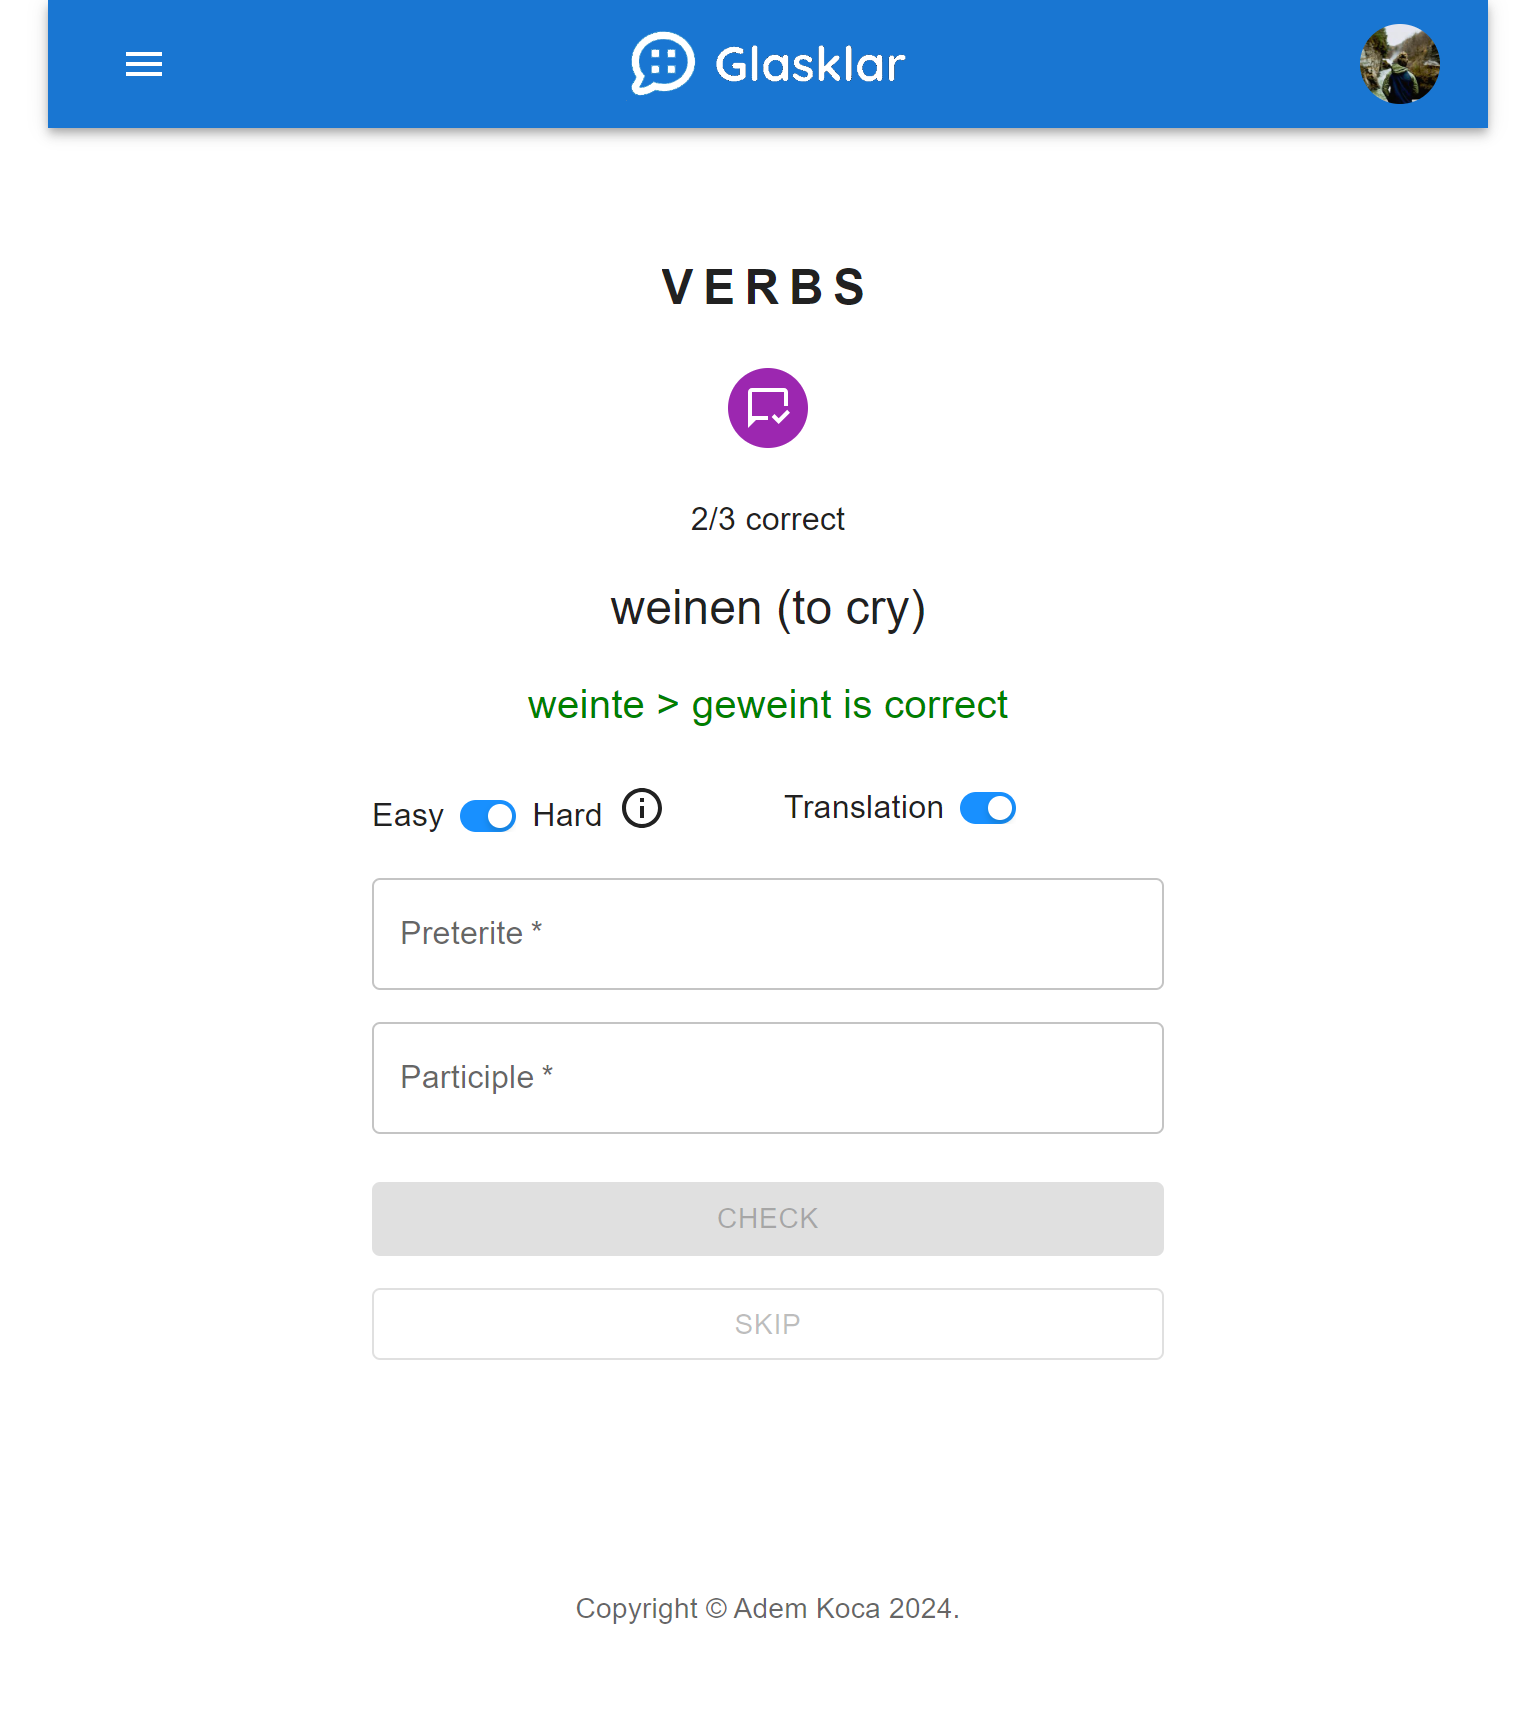 Glasklar
VERBS
2/3 correct
weinen (to cry)
weinte > geweint is correct
Easy Hard Translation
Preterite *
Participle *
CHECK
SKIP
Copyright © Adem Koca 2024.